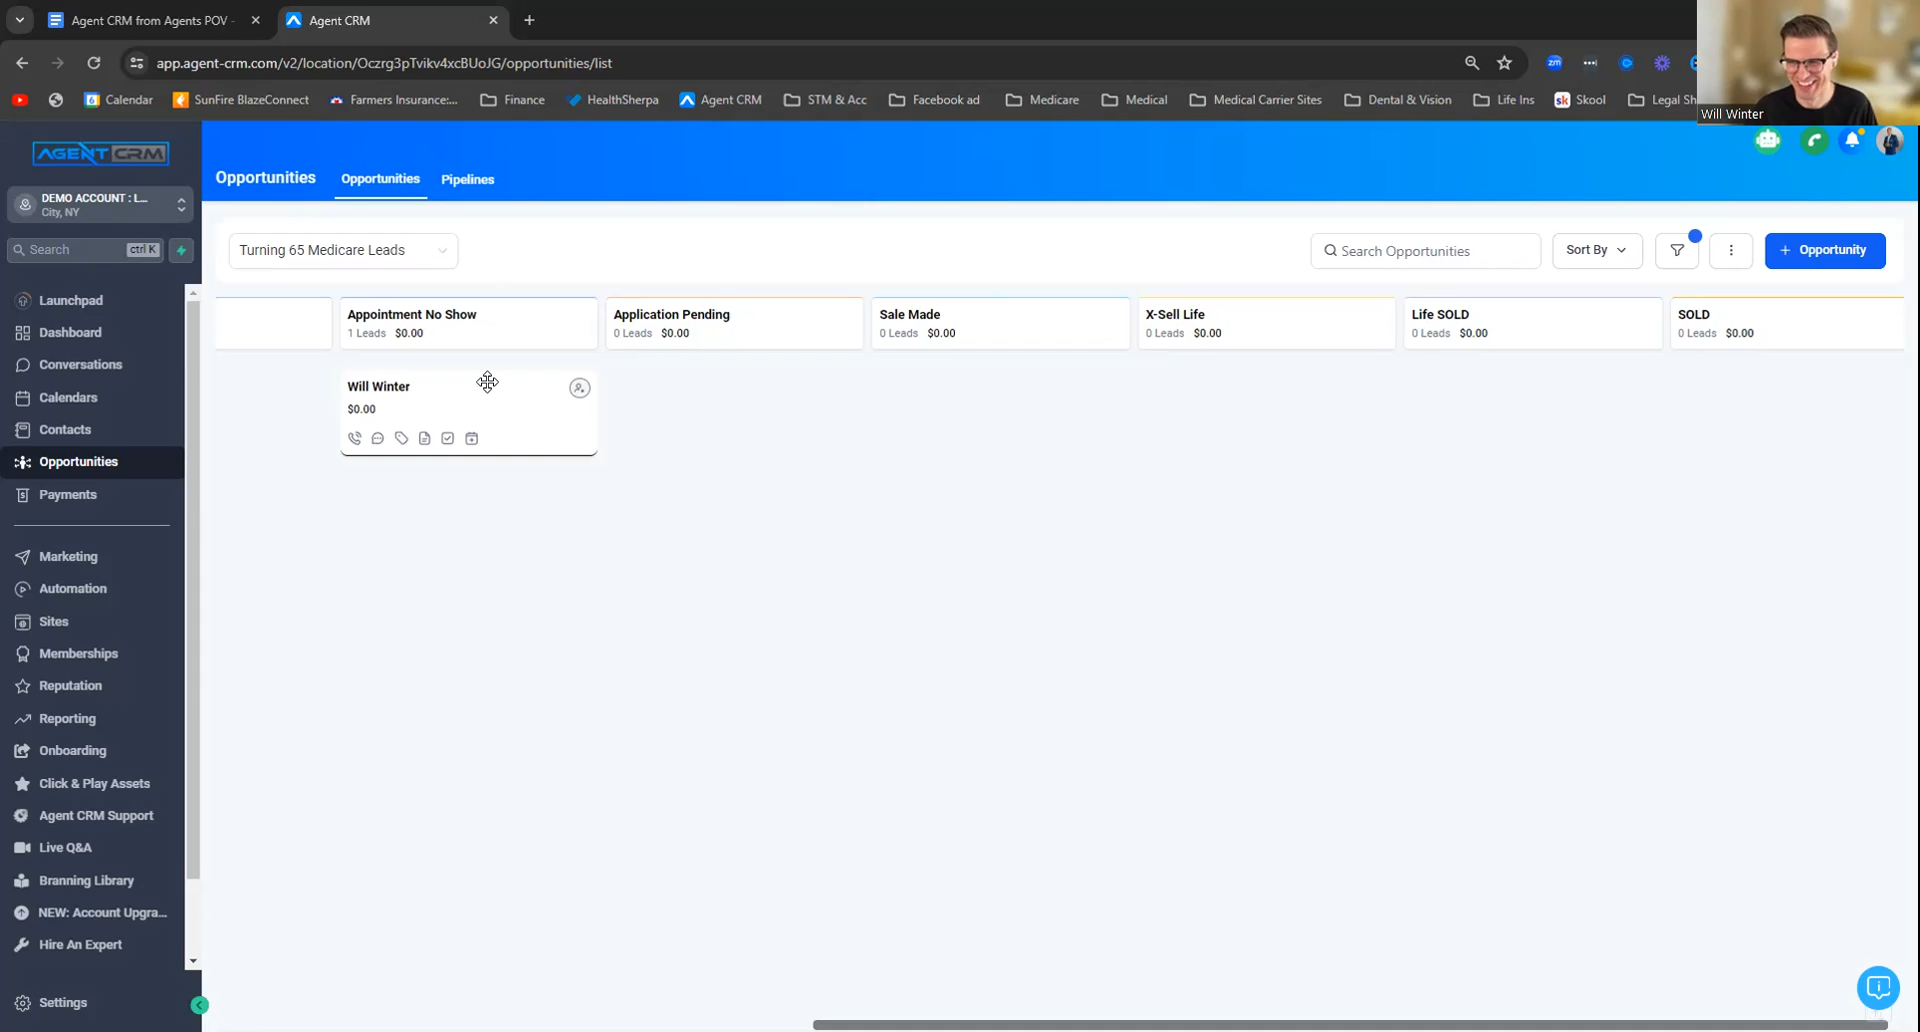 Agent CRM from Agents POV -
Agent CRM
app.agent-crm.com/v2/location/Oczrg3pTvikv4xcBUoJG/opportunities/list
Calendar
SunFire BlazeConnect
Farmers Insurance:...
Finance
HealthSherpa
Agent CRM
STM & Acc
Facebook ad
Medicare
Medical
Medical Carrier Sites
Dental & Vision
Life Ins
Skool
Legal Sh
Will Winter
AGENT CRM
DEMO ACCOUNT : L...
City, NY
Search ctrl K
Launchpad
Dashboard
Conversations
Calendars
Contacts
Opportunities
Payments
Marketing
Automation
Sites
Memberships
Reputation
Reporting
Onboarding
Click & Play Assets
Agent CRM Support
Live Q&A
Branning Library
NEW: Account Upgra...
Hire An Expert
Settings
Opportunities
Opportunities
Pipelines
Turning 65 Medicare Leads
Search Opportunities
Sort By
+ Opportunity
Appointment No Show
1 Leads $0.00
Application Pending
0 Leads $0.00
Sale Made
0 Leads $0.00
X-Sell Life
0 Leads $0.00
Life SOLD
0 Leads $0.00
SOLD
0 Leads $0.00
Will Winter
$0.00